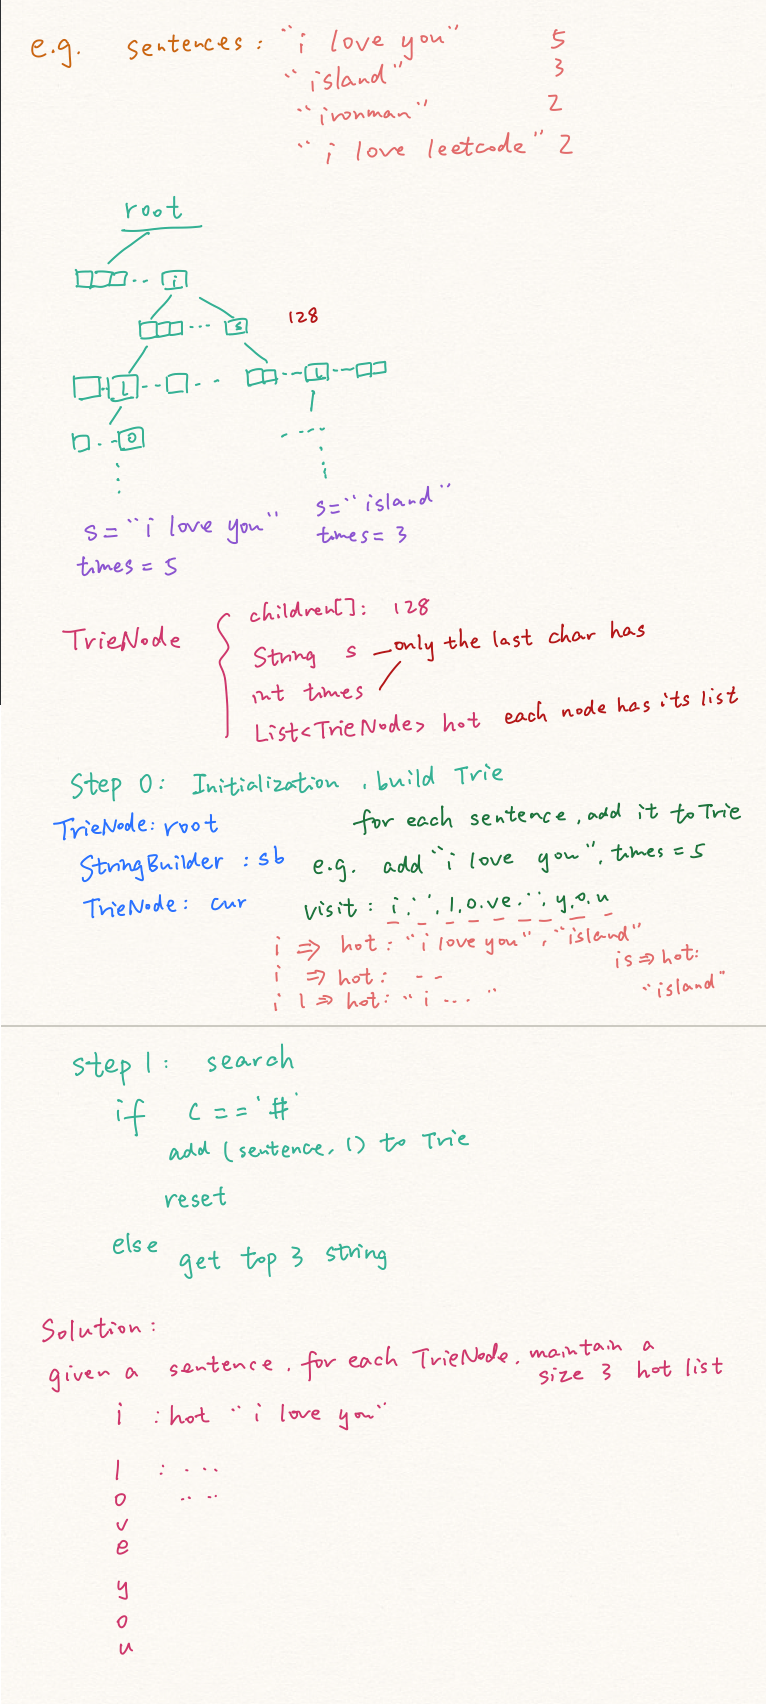 e.g. sentences: "i love you" 5
"island" 3
"ironman" 2
"i love leetcode" 2
root
i
s 128
l l
o
s="i love you" s="island"
times=5 times=3
TrieNode { children[]: 128
String s — only the last char has
int times
List<TrieNode> hot each node has its list
Step 0: Initialization, build Trie
TrieNode: root for each sentence, add it to Trie
StringBuilder: sb e.g. add "i love you", times=5
TrieNode: cur visit: i,' ',l,o,ve,' ',y,o,u
i => hot: "i love you", "island"
i => hot: -- is => hot:
i l => hot: "i ..." "island"
step 1: search
if c=='#'
add (sentence, 1) to Trie
reset
else get top 3 string
Solution:
given a sentence, for each TrieNode, maintain a
size 3 hot list
i : hot "i love you"
l : ...
o ....
v
e
y
o
u